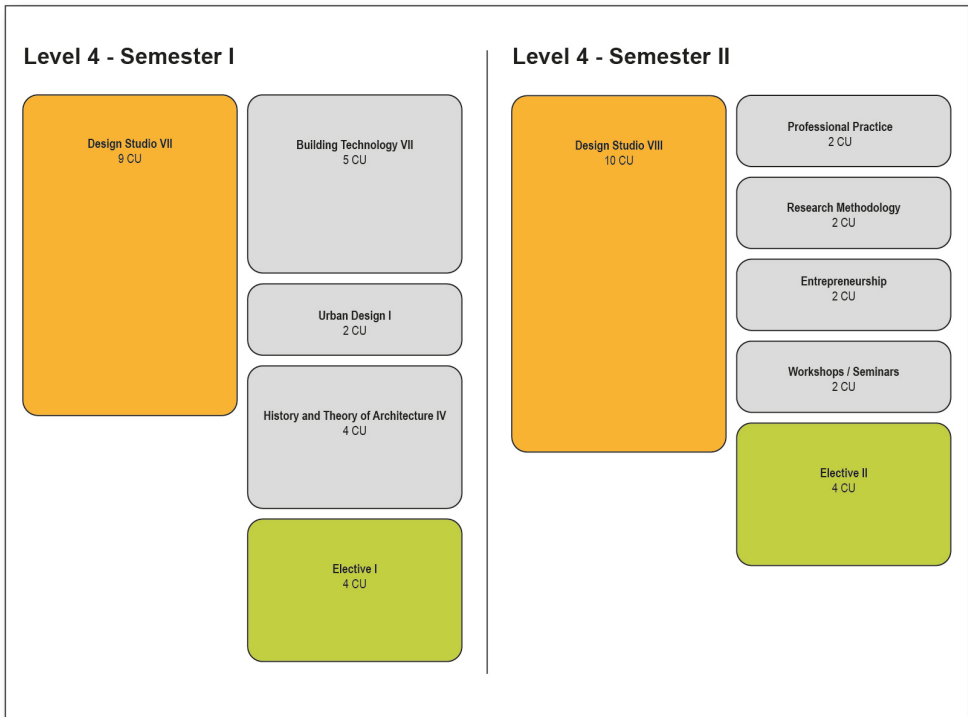 Level 4 - Semester I
Design Studio VII
9 CU
Building Technology VII
5 CU
Urban Design I
2 CU
History and Theory of Architecture IV
4 CU
Elective I
4 CU
Level 4 - Semester II
Design Studio VIII
10 CU
Professional Practice
2 CU
Research Methodology
2 CU
Entrepreneurship
2 CU
Workshops / Seminars
2 CU
Elective II
4 CU